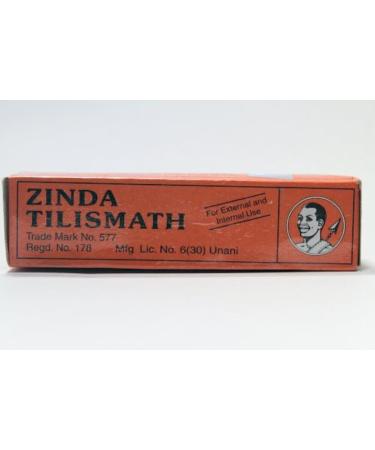 ZINDA
TILISMATH
Trade Mark No. 577
Regd. No. 178 Mfg Lic. No. 6(30) Unani
For External and
Internal Use